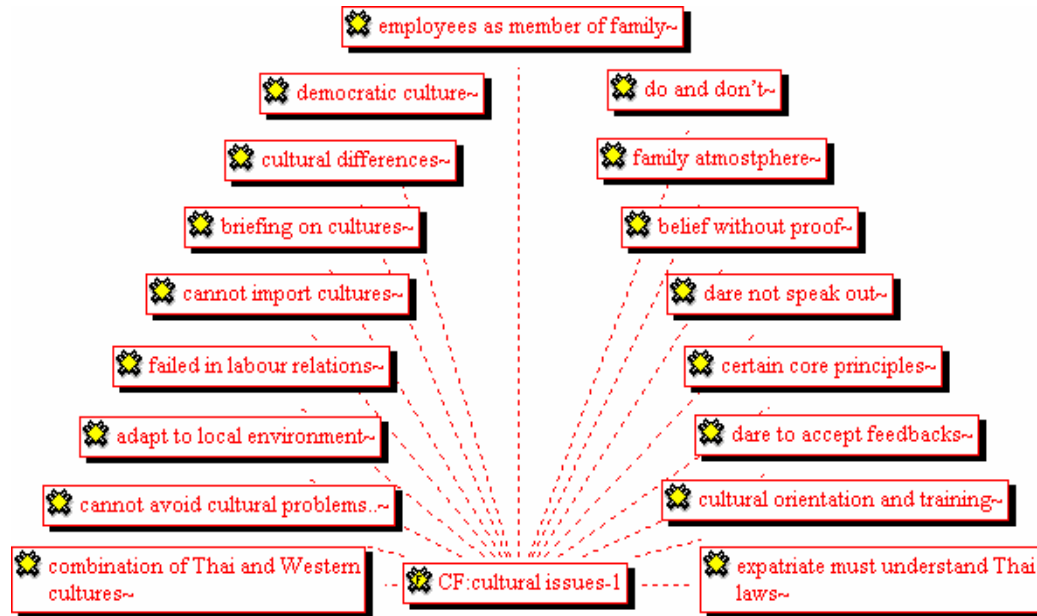 employees as member of family~
democratic culture~
do and don't~
cultural differences~
family atmostphere~
briefing on cultures~
belief without proof~
cannot import cultures~
dare not speak out~
failed in labour relations~
certain core principles~
adapt to local environment~
dare to accept feedbacks~
cannot avoid cultural problems..~
cultural orientation and training~
combination of Thai and Western
cultures~
CF:cultural issues-1
expatriate must understand Thai
laws~